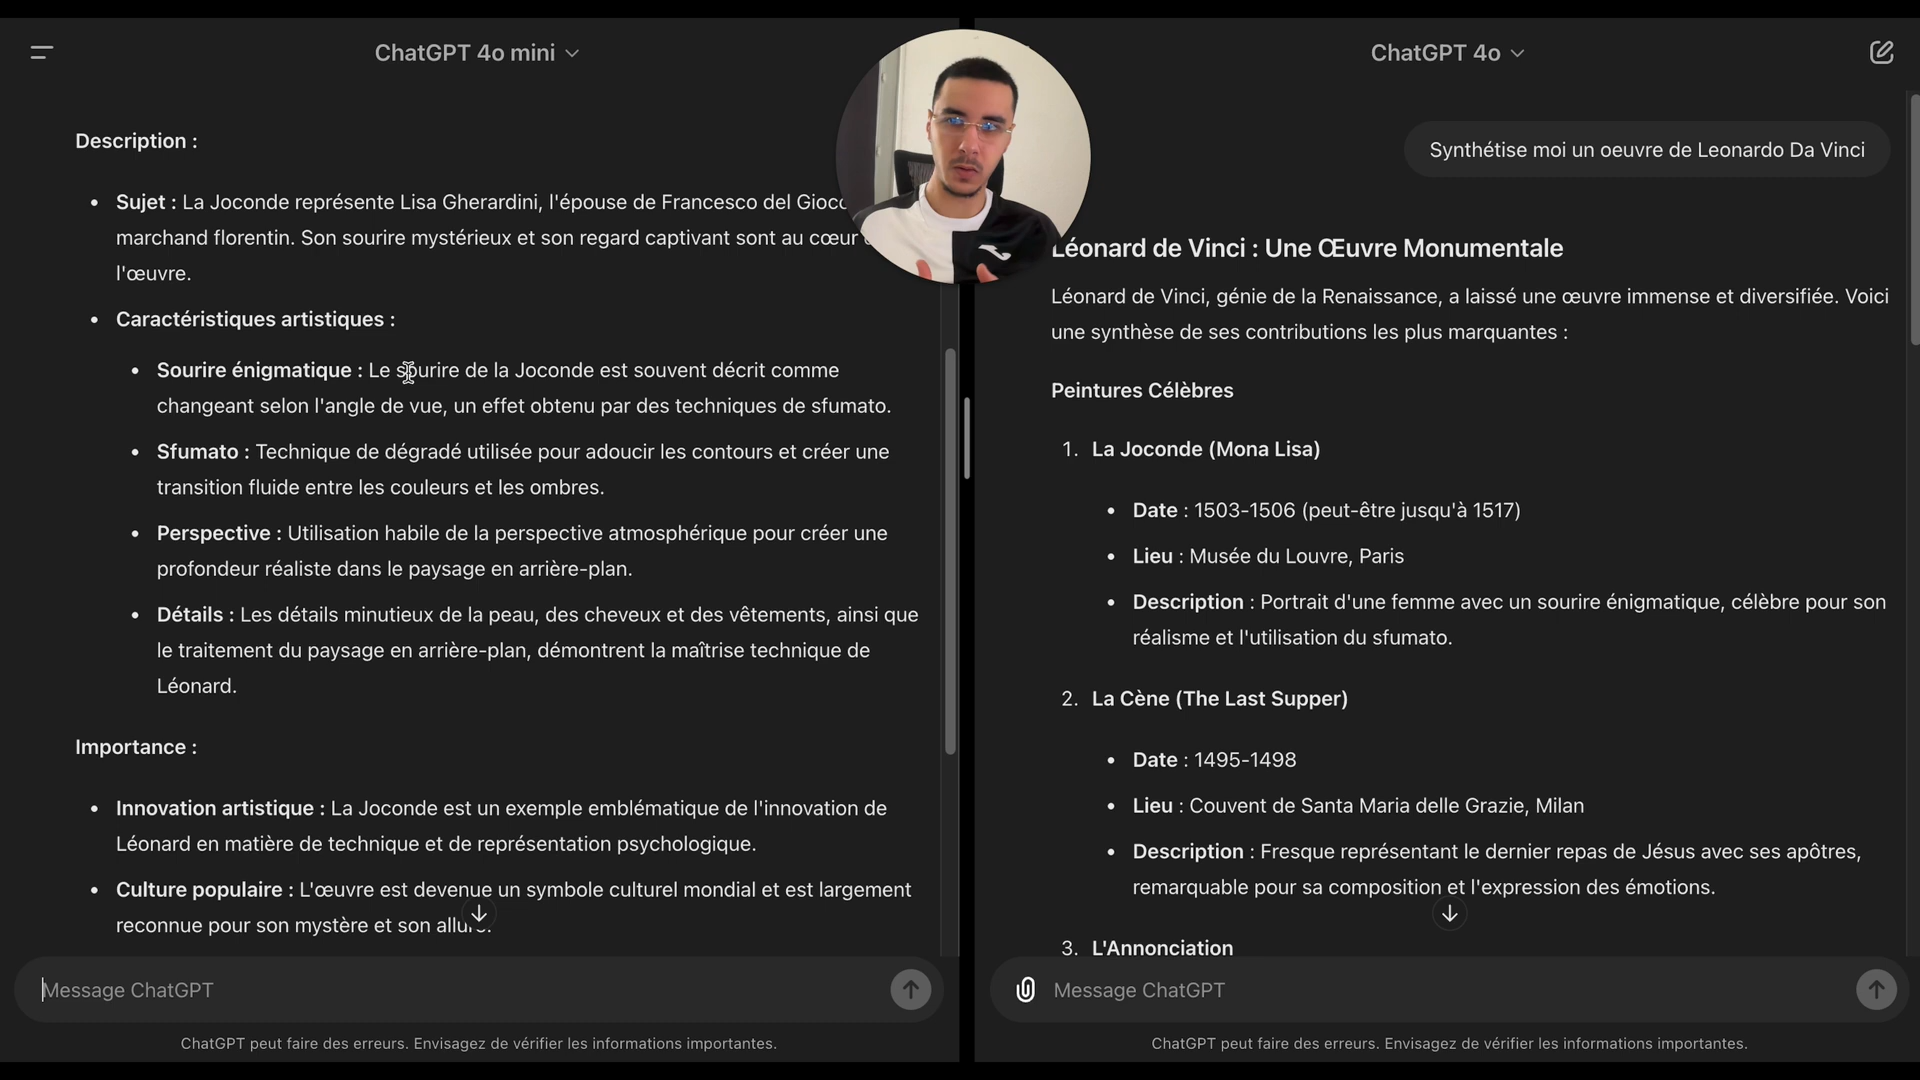 ChatGPT 4o mini
Description :
Sujet : La Joconde représente Lisa Gherardini, l'épouse de Francesco del
marchand florentin. Son sourire mystérieux et son regard captivant sont au cœur
l'œuvre.
Caractéristiques artistiques :
Sourire énigmatique : Le sourire de la Joconde est souvent décrit comme
changeant selon l'angle de vue, un effet obtenu par des techniques de sfumato.
Sfumato : Technique de dégradé utilisée pour adoucir les contours et créer une
transition fluide entre les couleurs et les ombres.
Perspective : Utilisation habile de la perspective atmosphérique pour créer une
profondeur réaliste dans le paysage en arrière-plan.
Détails : Les détails minutieux de la peau, des cheveux et des vêtements, ainsi que
le traitement du paysage en arrière-plan, démontrent la maîtrise technique de
Léonard.
Importance :
Innovation artistique : La Joconde est un exemple emblématique de l'innovation de
Léonard en matière de technique et de représentation psychologique.
Culture populaire : L'œuvre est devenue un symbole culturel mondial et est largement
reconnue pour son mystère et son allure.
Message ChatGPT
ChatGPT peut faire des erreurs. Envisagez de vérifier les informations importantes.
ChatGPT 4o
Synthétise moi un oeuvre de Leonardo Da Vinci
Léonard de Vinci : Une Œuvre Monumentale
Léonard de Vinci, génie de la Renaissance, a laissé une œuvre immense et diversifiée. Voici
une synthèse de ses contributions les plus marquantes :
Peintures Célèbres
1. La Joconde (Mona Lisa)
Date : 1503-1506 (peut-être jusqu'à 1517)
Lieu : Musée du Louvre, Paris
Description : Portrait d'une femme avec un sourire énigmatique, célèbre pour son
réalisme et l'utilisation du sfumato.
2. La Cène (The Last Supper)
Date : 1495-1498
Lieu : Couvent de Santa Maria delle Grazie, Milan
Description : Fresque représentant le dernier repas de Jésus avec ses apôtres,
remarquable pour sa composition et l'expression des émotions.
3. L'Annonciation
Message ChatGPT
ChatGPT peut faire des erreurs. Envisagez de vérifier les informations importantes.